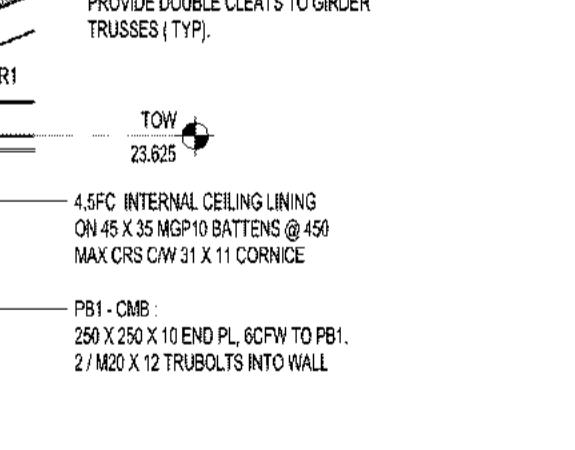 PROVIDE DOUBLE CLEATS TO GIRDER
TRUSSES ( TYP).
R1
TOW
23.625
4.5FC INTERNAL CEILING LINING
ON 45 X 35 MGP10 BATTENS @ 450
MAX CRS C/W 31 X 11 CORNICE
PB1 - CMB :
250 X 250 X 10 END PL, 6CFW TO PB1.
2 / M20 X 12 TRUBOLTS INTO WALL